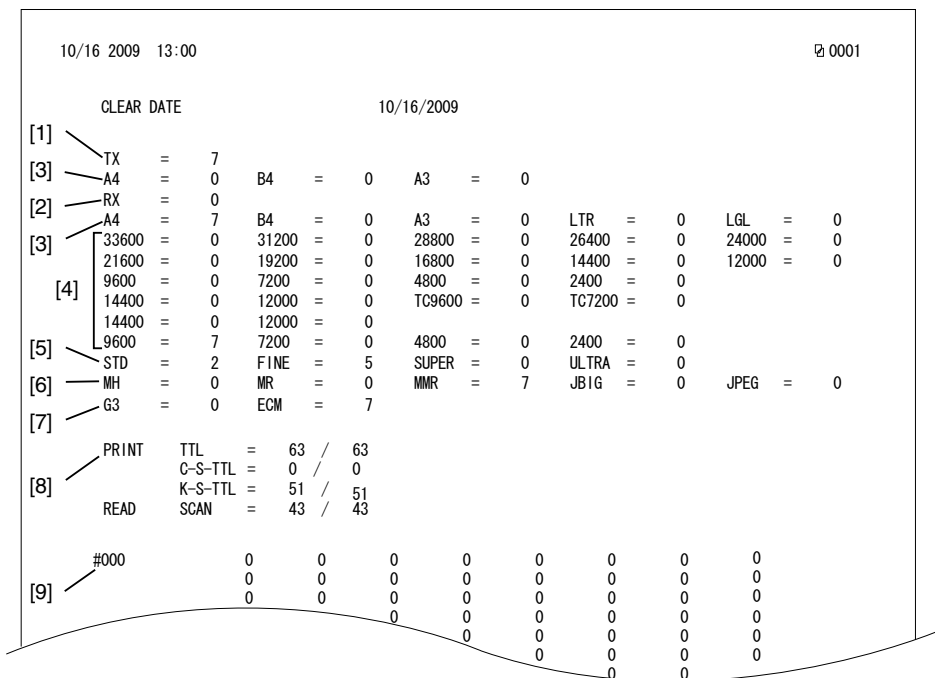 10/16 2009 13:00 0001
CLEAR DATE 10/16/2009
[1] TX = 7
[3] A4 = 0 B4 = 0 A3 = 0
[2] RX = 0
[3] A4 = 7 B4 = 0 A3 = 0 LTR = 0 LGL = 0
[4] 33600 = 0 31200 = 0 28800 = 0 26400 = 0 24000 = 0
21600 = 0 19200 = 0 16800 = 0 14400 = 0 12000 = 0
9600 = 0 7200 = 0 4800 = 0 2400 = 0
14400 = 0 12000 = 0 TC9600 = 0 TC7200 = 0
14400 = 0 12000 = 0
9600 = 7 7200 = 0 4800 = 0 2400 = 0
[5] STD = 2 FINE = 5 SUPER = 0 ULTRA = 0
[6] MH = 0 MR = 0 MMR = 7 JBIG = 0 JPEG = 0
[7] G3 = 0 ECM = 7
[8] PRINT TTL = 63 / 63
C-S-TTL = 0 / 0
K-S-TTL = 51 / 51
READ SCAN = 43 / 43
[9] #000 0 0 0 0 0 0 0 0
0 0 0 0 0 0 0 0
0 0 0 0 0 0 0 0
0 0 0 0 0 0
0 0 0 0 0
0 0 0 0
0 0